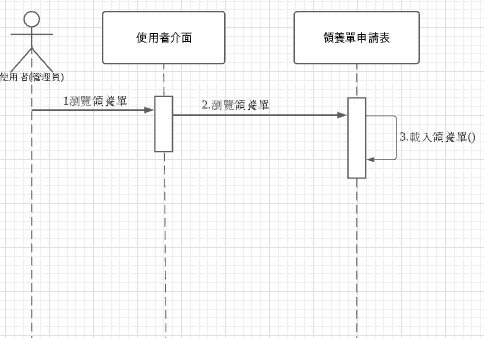 使用者介面
領養單申請表
使用者(管理員)
1瀏覽領養單
2.瀏覽領養單
3.載入領養單()